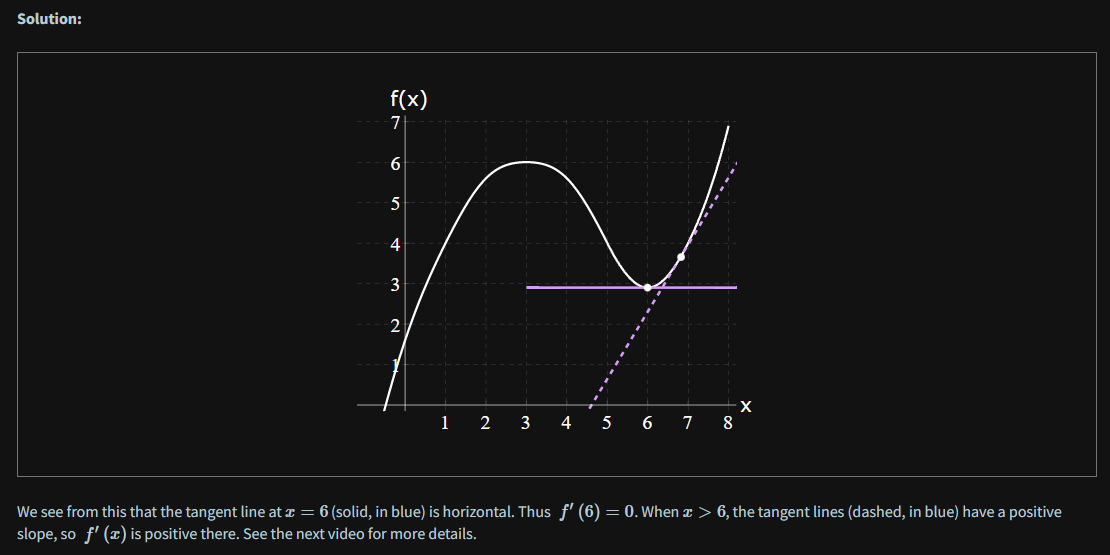 Solution:
f(x)
7
6
5
4
3
2
1
x
1 2 3 4 5 6 7 8
We see from this that the tangent line at x = 6 (solid, in blue) is horizontal. Thus f′ (6) = 0. When x > 6, the tangent lines (dashed, in blue) have a positive
slope, so f′ (x) is positive there. See the next video for more details.